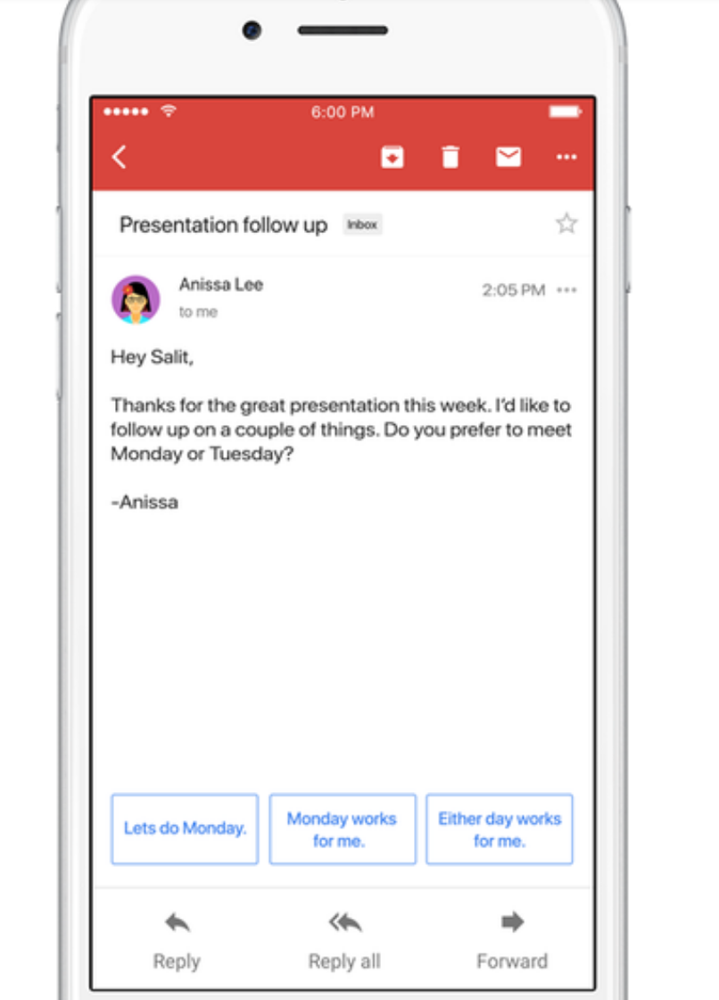 6:00 PM
Presentation follow up Inbox
Anissa Lee
2:05 PM
to me
Hey Salit,
Thanks for the great presentation this week. I'd like to
follow up on a couple of things. Do you prefer to meet
Monday or Tuesday?
-Anissa
Lets do Monday.
Monday works
for me.
Either day works
for me.
Reply
Reply all
Forward